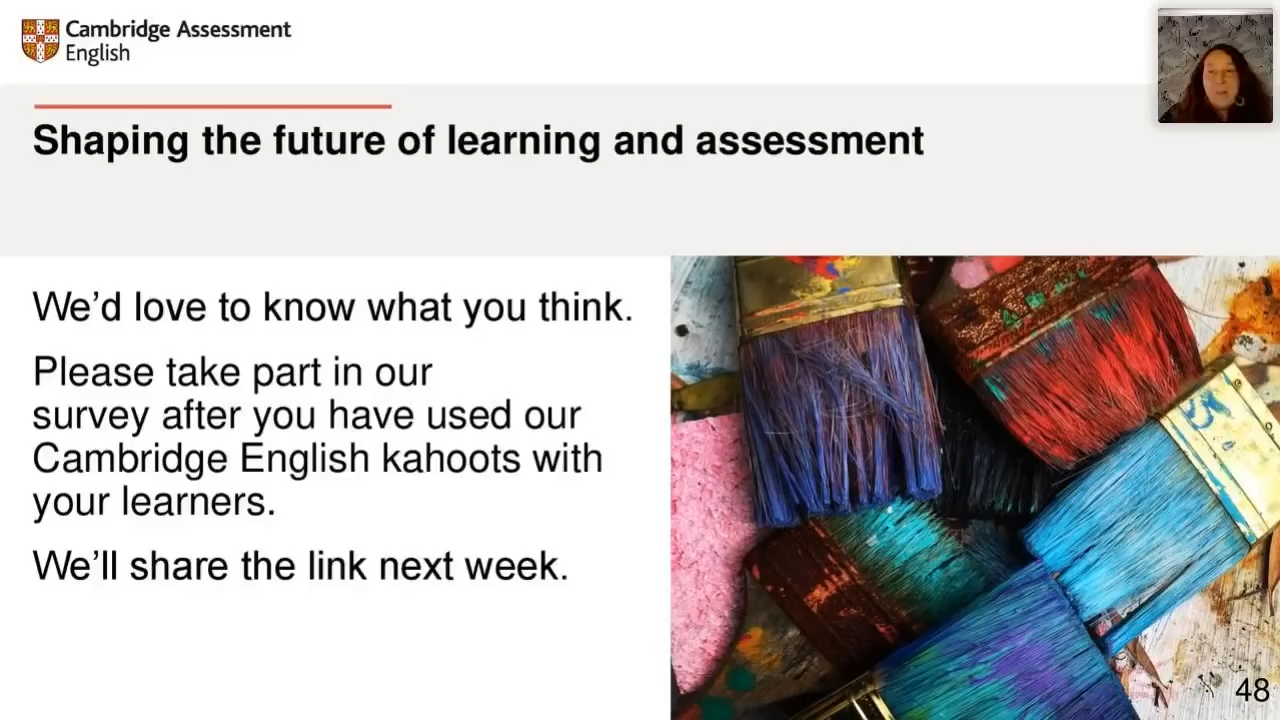 Cambridge Assessment
English
Shaping the future of learning and assessment
We’d love to know what you think.
Please take part in our
survey after you have used our
Cambridge English kahoots with
your learners.
We’ll share the link next week.
48